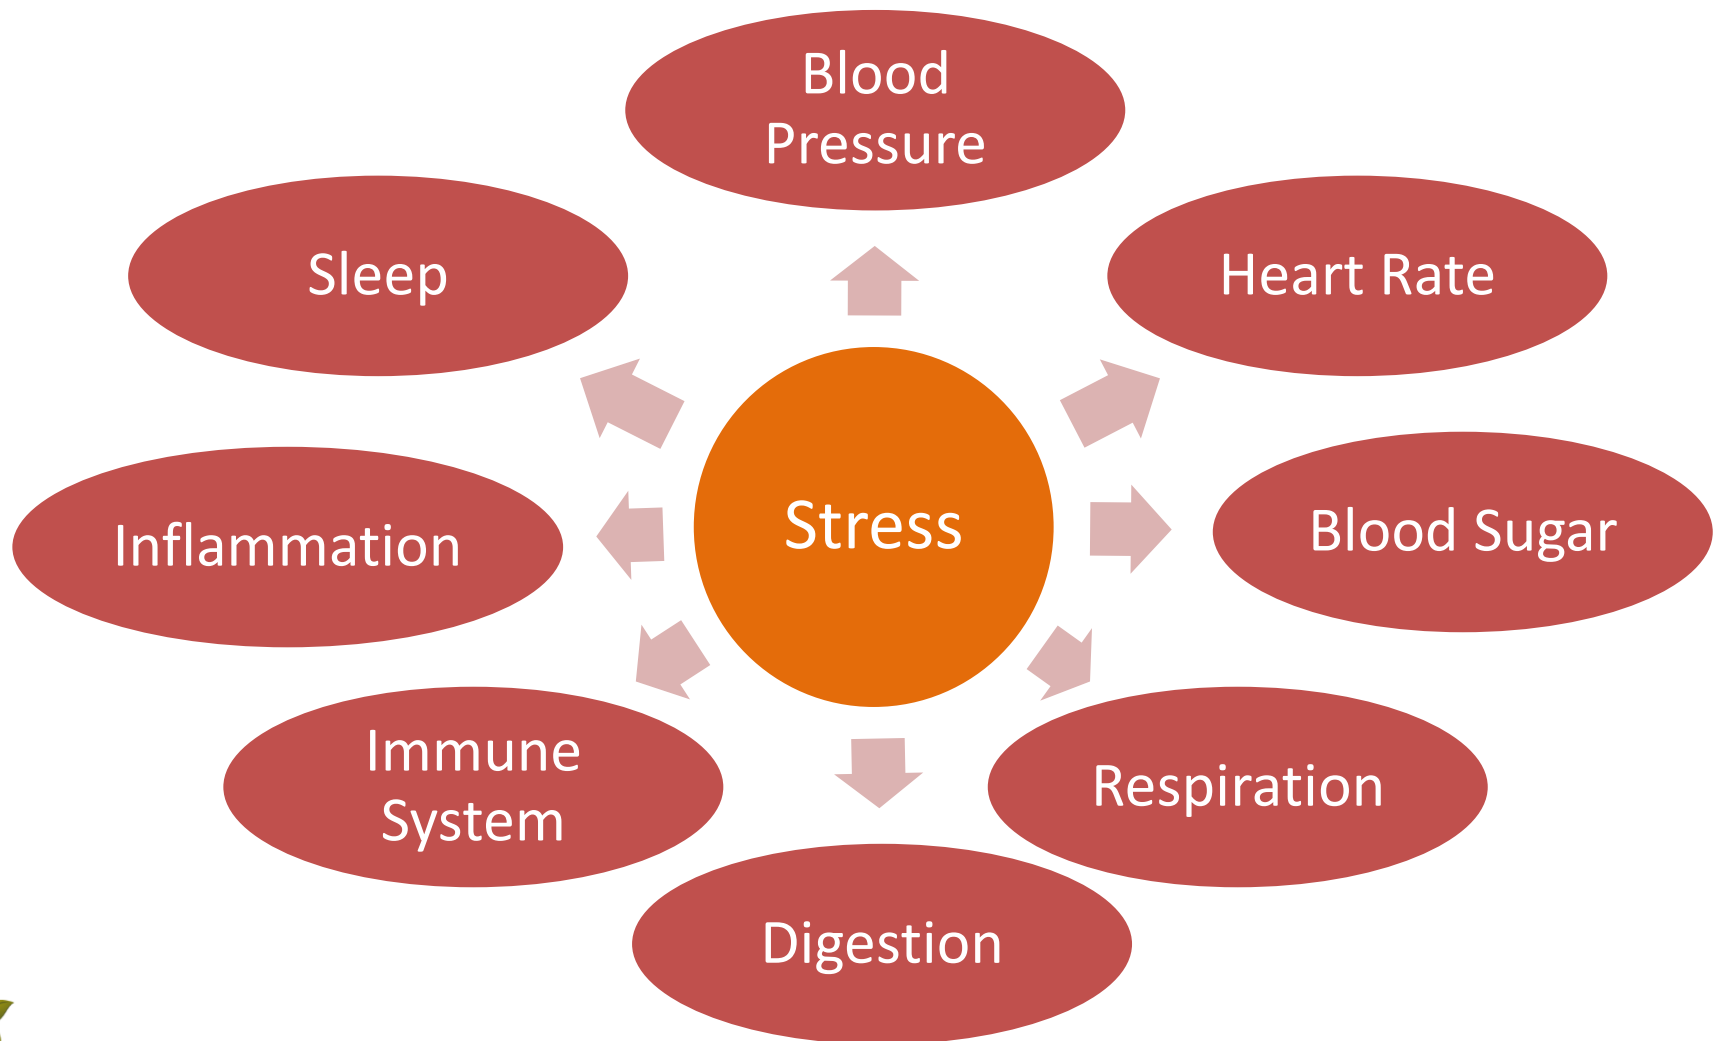 Blood
Pressure
Sleep
Heart Rate
Stress
Blood Sugar
Inflammation
Immune
System
Respiration
Digestion